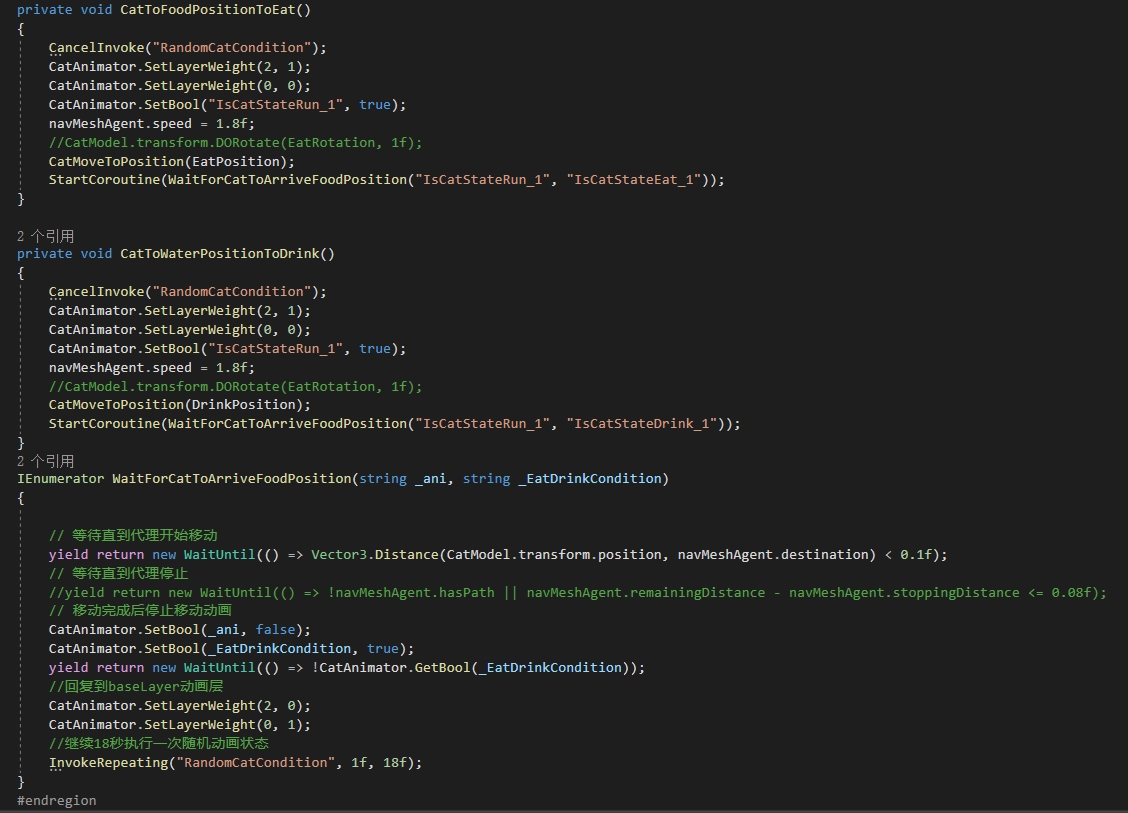 private void CatToFoodPositionToEat()
{
CancelInvoke("RandomCatCondition");
CatAnimator.SetLayerWeight(2, 1);
CatAnimator.SetLayerWeight(0, 0);
CatAnimator.SetBool("IsCatStateRun_1", true);
navMeshAgent.speed = 1.8f;
//CatModel.transform.DORotate(EatRotation, 1f);
CatMoveToPosition(EatPosition);
StartCoroutine(WaitForCatToArriveFoodPosition("IsCatStateRun_1", "IsCatStateEat_1"));
}
2 个引用
private void CatToWaterPositionToDrink()
{
CancelInvoke("RandomCatCondition");
CatAnimator.SetLayerWeight(2, 1);
CatAnimator.SetLayerWeight(0, 0);
CatAnimator.SetBool("IsCatStateRun_1", true);
navMeshAgent.speed = 1.8f;
//CatModel.transform.DORotate(EatRotation, 1f);
CatMoveToPosition(DrinkPosition);
StartCoroutine(WaitForCatToArriveFoodPosition("IsCatStateRun_1", "IsCatStateDrink_1"));
}
2 个引用
IEnumerator WaitForCatToArriveFoodPosition(string _ani, string _EatDrinkCondition)
{
// 等待直到代理开始移动
yield return new WaitUntil(() => Vector3.Distance(CatModel.transform.position, navMeshAgent.destination) < 0.1f);
// 等待直到代理停止
//yield return new WaitUntil(() => !navMeshAgent.hasPath || navMeshAgent.remainingDistance - navMeshAgent.stoppingDistance <= 0.08f);
// 移动完成后停止移动动画
CatAnimator.SetBool(_ani, false);
CatAnimator.SetBool(_EatDrinkCondition, true);
yield return new WaitUntil(() => !CatAnimator.GetBool(_EatDrinkCondition));
//回复到baseLayer动画层
CatAnimator.SetLayerWeight(2, 0);
CatAnimator.SetLayerWeight(0, 1);
//继续18秒执行一次随机动画状态
InvokeRepeating("RandomCatCondition", 1f, 18f);
}
#endregion